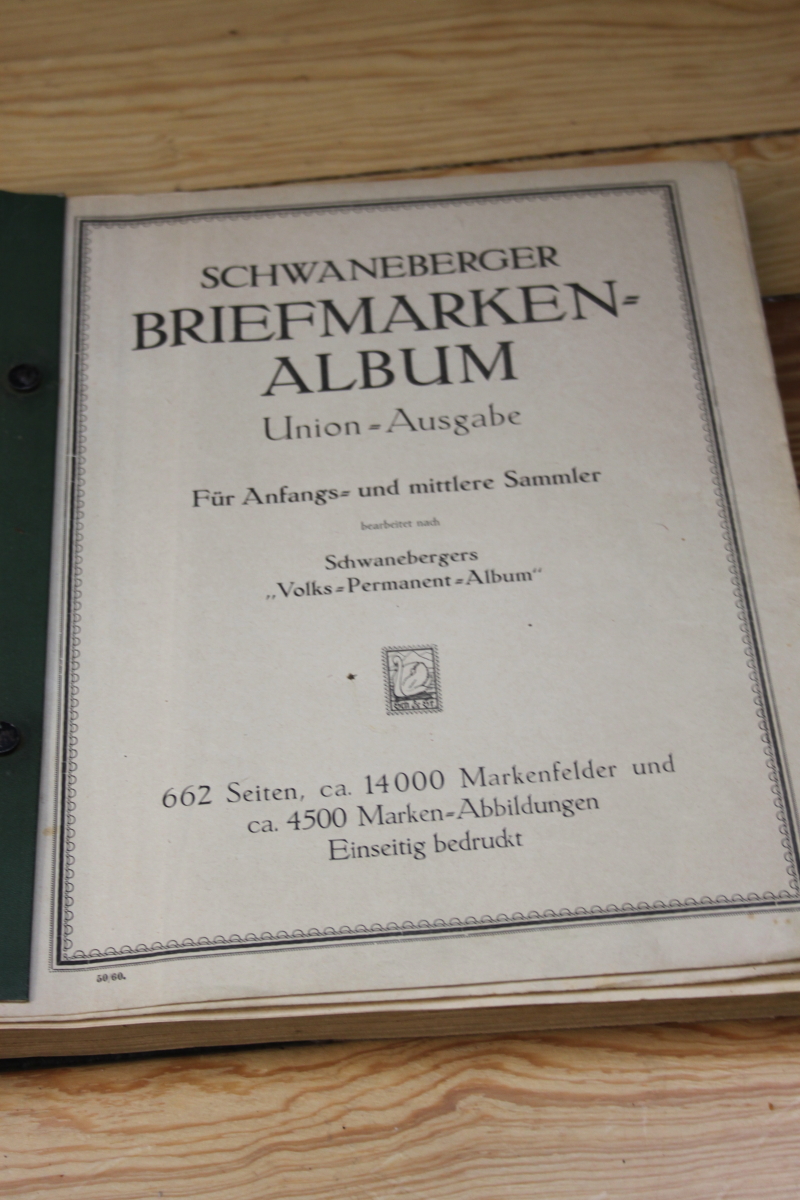 SCHWANEBERGER
BRIEFMARKEN-
ALBUM
Union-Ausgabe
Für Anfangs- und mittlere Sammler
bearbeitet nach
Schwanebergers
„Volks-Permanent-Album“
662 Seiten, ca. 14000 Markenfelder und
ca. 4500 Marken-Abbildungen
Einseitig bedruckt
50/60.